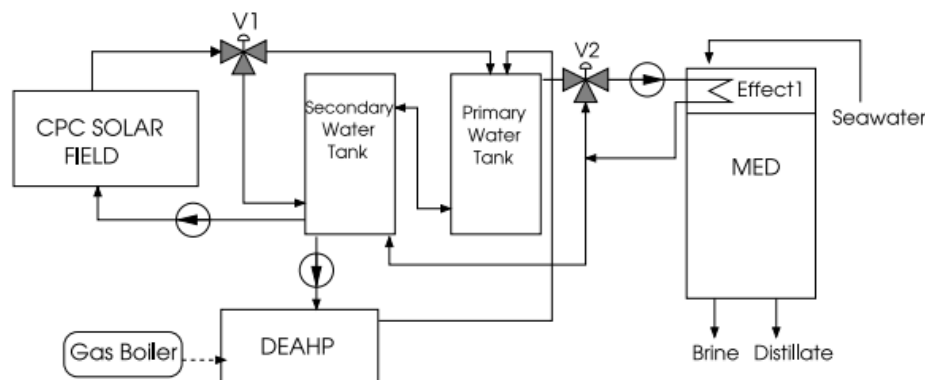 V1
V2
CPC SOLAR
FIELD
Secondary
Water
Tank
Primary
Water
Tank
Effect1
Seawater
MED
Gas Boiler
DEAHP
Brine
Distillate